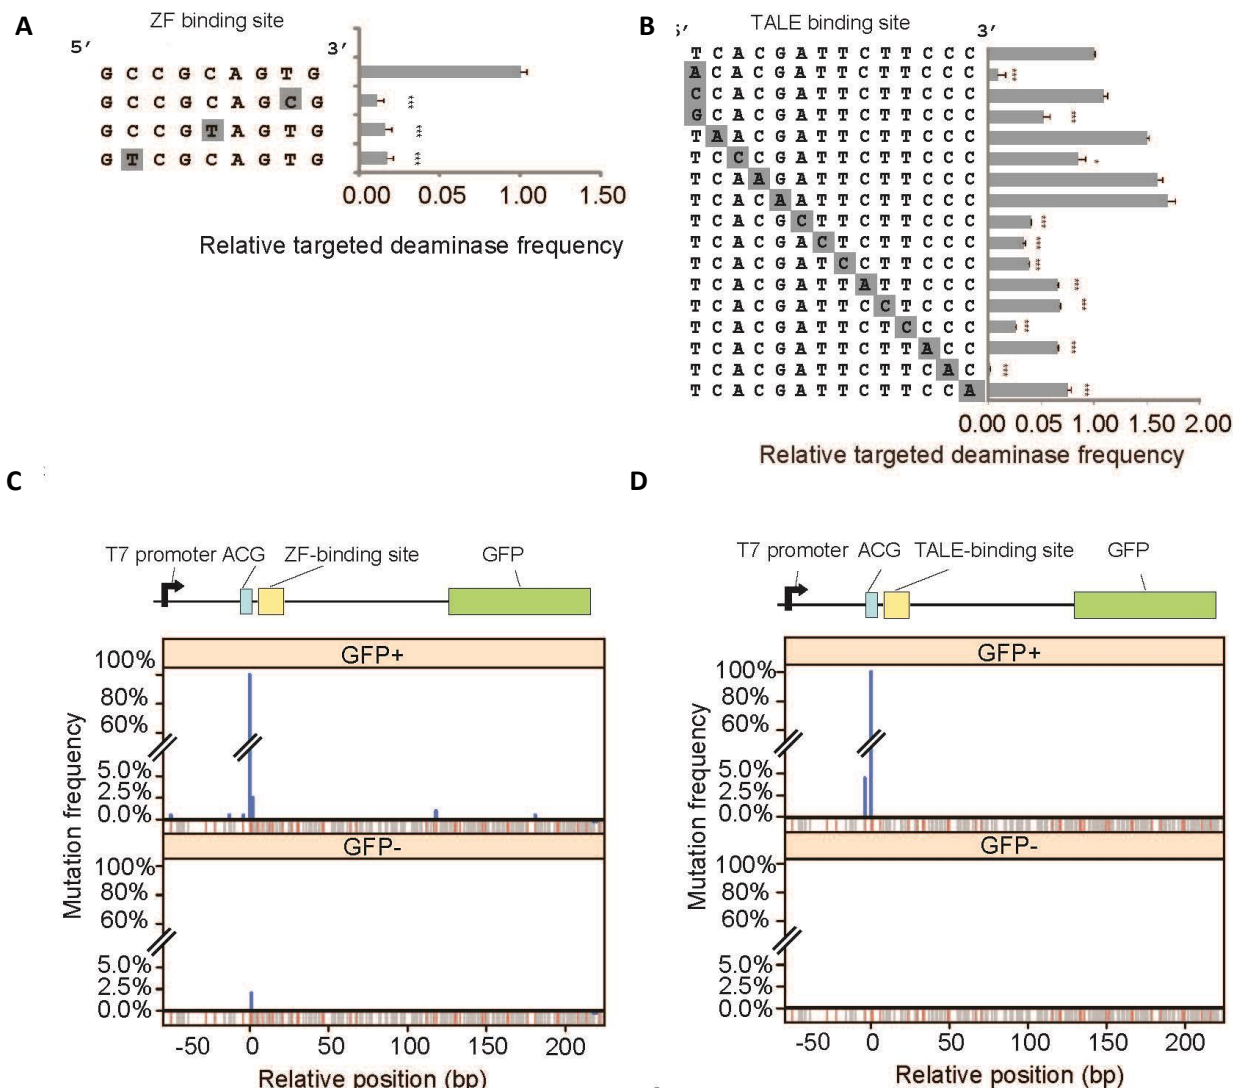 A
ZF binding site
5′
3′
G C C G C A G T G
G C C G C A G C G
***
G C C G T A G T G
***
G T C G C A G T G
***
0.00 0.50 1.00 1.50
Relative targeted deaminase frequency
B
TALE binding site
5′
3′
T C A C G A T T C T T C C C
A C A C G A T T C T T C C C
***
C C A C G A T T C T T C C C
G C A C G A T T C T T C C C
***
T A A C G A T T C T T C C C
T C C C G A T T C T T C C C
*
T C A A G A T T C T T C C C
T C A C A A T T C T T C C C
T C A C G C T T C T T C C C
***
T C A C G A C T C T T C C C
***
T C A C G A T C C T T C C C
***
T C A C G A T T A T T C C C
***
T C A C G A T T C C T C C C
***
T C A C G A T T C T C C C C
***
T C A C G A T T C T T A C C
***
T C A C G A T T C T T C A C
***
T C A C G A T T C T T C C A
***
0.00 0.05 1.00 1.50 2.00
Relative targeted deaminase frequency
C
T7 promoter ACG
ZF-binding site
GFP
GFP+
100%
80%
60%
5.0%
2.5%
0.0%
GFP-
100%
80%
60%
5.0%
2.5%
0.0%
Mutation frequency
-50 0 50 100 150 200
Relative position (bp)
D
T7 promoter ACG
TALE-binding site
GFP
GFP+
100%
80%
60%
5.0%
2.5%
0.0%
GFP-
100%
80%
60%
5.0%
2.5%
0.0%
Mutation frequency
-50 0 50 100 150 200
Relative position (bp)